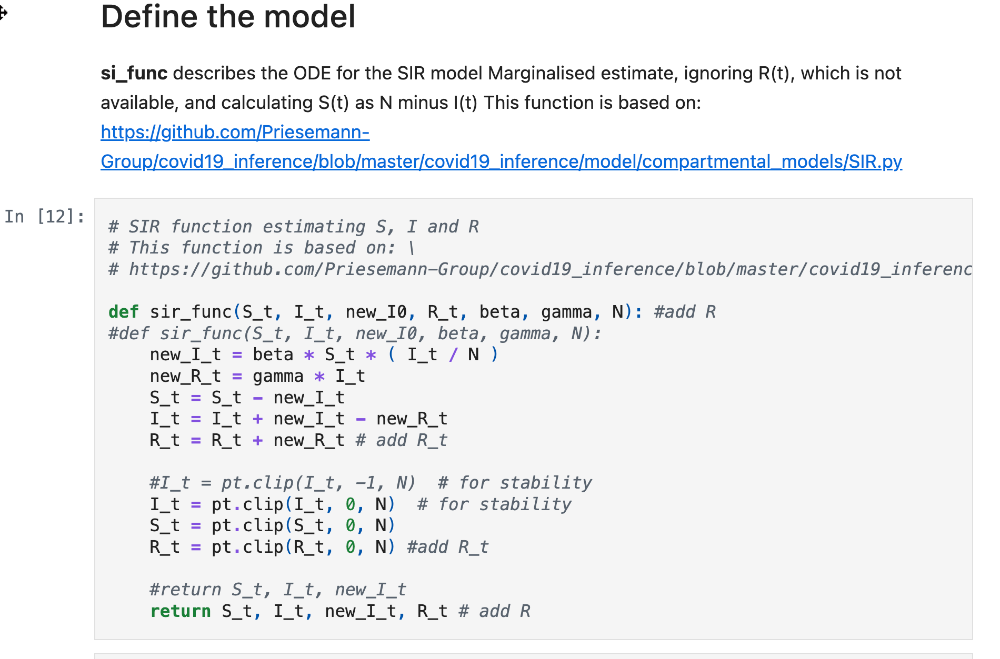 Define the model
si_func describes the ODE for the SIR model Marginalised estimate, ignoring R(t), which is not
available, and calculating S(t) as N minus I(t) This function is based on:
https://github.com/Priesemann-
Group/covid19_inference/blob/master/covid19_inference/model/compartmental_models/SIR.py
In [12]:
# SIR function estimating S, I and R
# This function is based on: \
# https://github.com/Priesemann-Group/covid19_inference/blob/master/covid19_inferenc
def sir_func(S_t, I_t, new_I0, R_t, beta, gamma, N): #add R
#def sir_func(S_t, I_t, new_I0, beta, gamma, N):
    new_I_t = beta * S_t * ( I_t / N )
    new_R_t = gamma * I_t
    S_t = S_t - new_I_t
    I_t = I_t + new_I_t - new_R_t
    R_t = R_t + new_R_t # add R_t
    #I_t = pt.clip(I_t, -1, N)  # for stability
    I_t = pt.clip(I_t, 0, N)  # for stability
    S_t = pt.clip(S_t, 0, N)
    R_t = pt.clip(R_t, 0, N) #add R_t
    #return S_t, I_t, new_I_t
    return S_t, I_t, new_I_t, R_t # add R